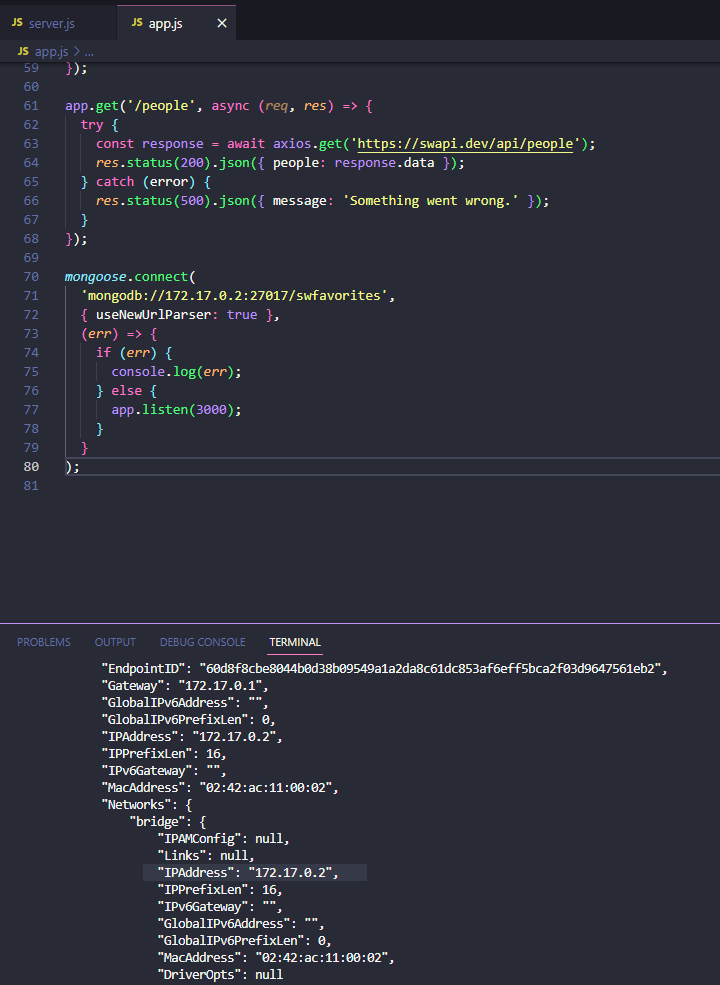 JS server.js
JS app.js ×
JS app.js > ...
59 });
60
61 app.get('/people', async (req, res) => {
62 try {
63 const response = await axios.get('https://swapi.dev/api/people');
64 res.status(200).json({ people: response.data });
65 } catch (error) {
66 res.status(500).json({ message: 'Something went wrong.' });
67 }
68 });
69
70 mongoose.connect(
71 'mongodb://172.17.0.2:27017/swfavorites',
72 { useNewUrlParser: true },
73 (err) => {
74 if (err) {
75 console.log(err);
76 } else {
77 app.listen(3000);
78 }
79 }
80 );
81
PROBLEMS OUTPUT DEBUG CONSOLE TERMINAL
"EndpointID": "60d8f8cbe8044b0d38b09549a1a2da8c61dc853af6eff5bca2f03d9647561eb2",
"Gateway": "172.17.0.1",
"GlobalIPv6Address": "",
"GlobalIPv6PrefixLen": 0,
"IPAddress": "172.17.0.2",
"IPPrefixLen": 16,
"IPv6Gateway": "",
"MacAddress": "02:42:ac:11:00:02",
"Networks": {
"bridge": {
"IPAMConfig": null,
"Links": null,
"IPAddress": "172.17.0.2",
"IPPrefixLen": 16,
"IPv6Gateway": "",
"GlobalIPv6Address": "",
"GlobalIPv6PrefixLen": 0,
"MacAddress": "02:42:ac:11:00:02",
"DriverOpts": null